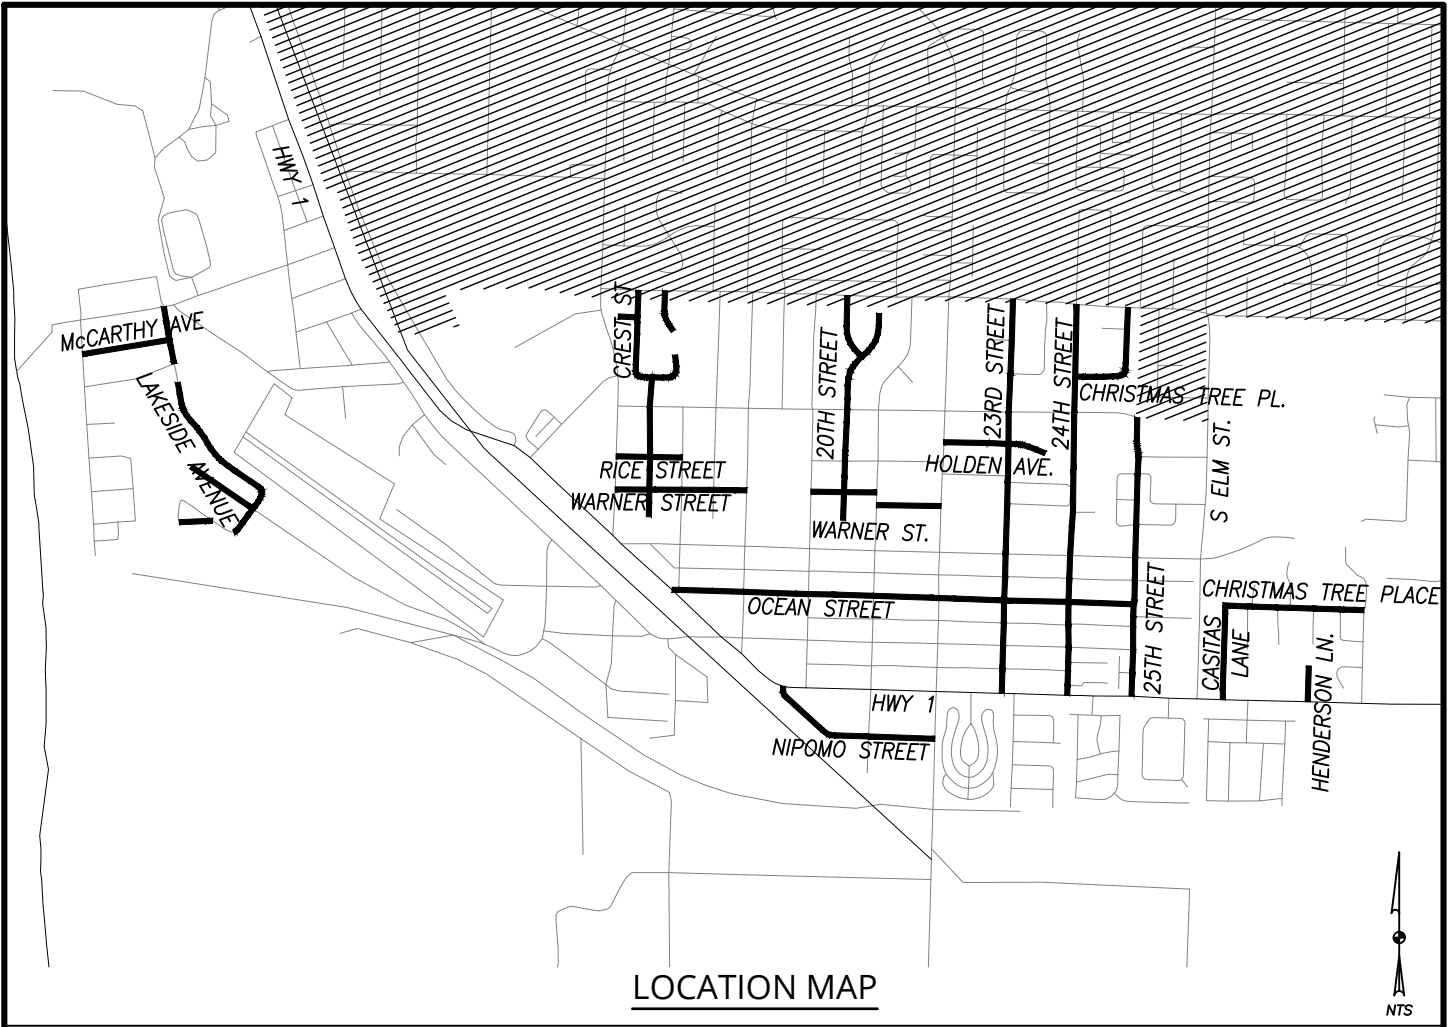 HWY 1
CREST ST
McCARTHY AVE
20TH STREET
23RD STREET
24TH STREET
LAKESIDE AVENUE
CHRISTMAS TREE PL.
S ELM ST.
HOLDEN AVE.
RICE STREET
WARNER STREET
WARNER ST.
CHRISTMAS TREE PLACE
OCEAN STREET
25TH STREET
CASITAS
LANE
HENDERSON LN.
HWY 1
NIPOMO STREET
LOCATION MAP
NTS